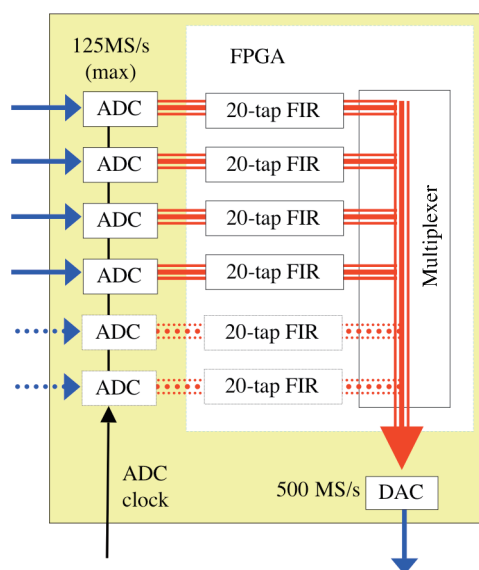 125MS/s
(max)
FPGA
ADC
20-tap FIR
ADC
20-tap FIR
ADC
20-tap FIR
ADC
20-tap FIR
ADC
20-tap FIR
ADC
20-tap FIR
Multiplexer
ADC
clock
500 MS/s
DAC